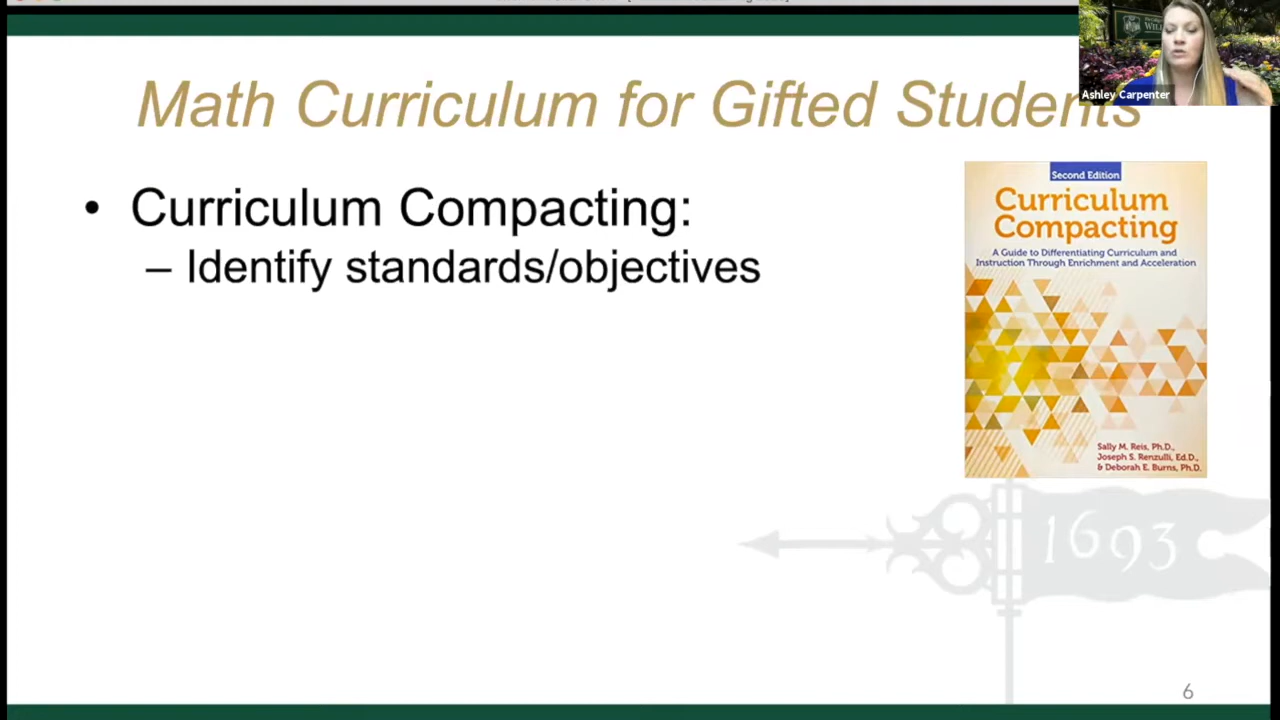 Math Curriculum for Gifted Students
Ashley Carpenter
• Curriculum Compacting:
– Identify standards/objectives
Second Edition
Curriculum
Compacting
A Guide to Differentiating Curriculum and
Instruction Through Enrichment and Acceleration
Sally M. Reis, Ph.D.,
Joseph S. Renzulli, Ed.D.,
& Deborah E. Burns, Ph.D.
1693
6